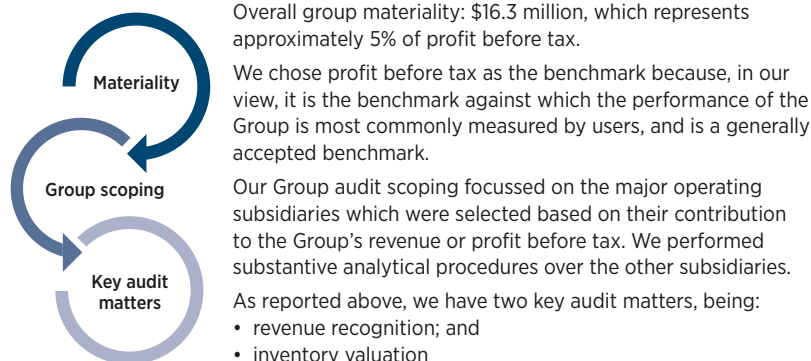 Materiality
Group scoping
Key audit
matters
Overall group materiality: $16.3 million, which represents
approximately 5% of profit before tax.
We chose profit before tax as the benchmark because, in our
view, it is the benchmark against which the performance of the
Group is most commonly measured by users, and is a generally
accepted benchmark.
Our Group audit scoping focussed on the major operating
subsidiaries which were selected based on their contribution
to the Group’s revenue or profit before tax. We performed
substantive analytical procedures over the other subsidiaries.
As reported above, we have two key audit matters, being:
• revenue recognition; and
• inventory valuation